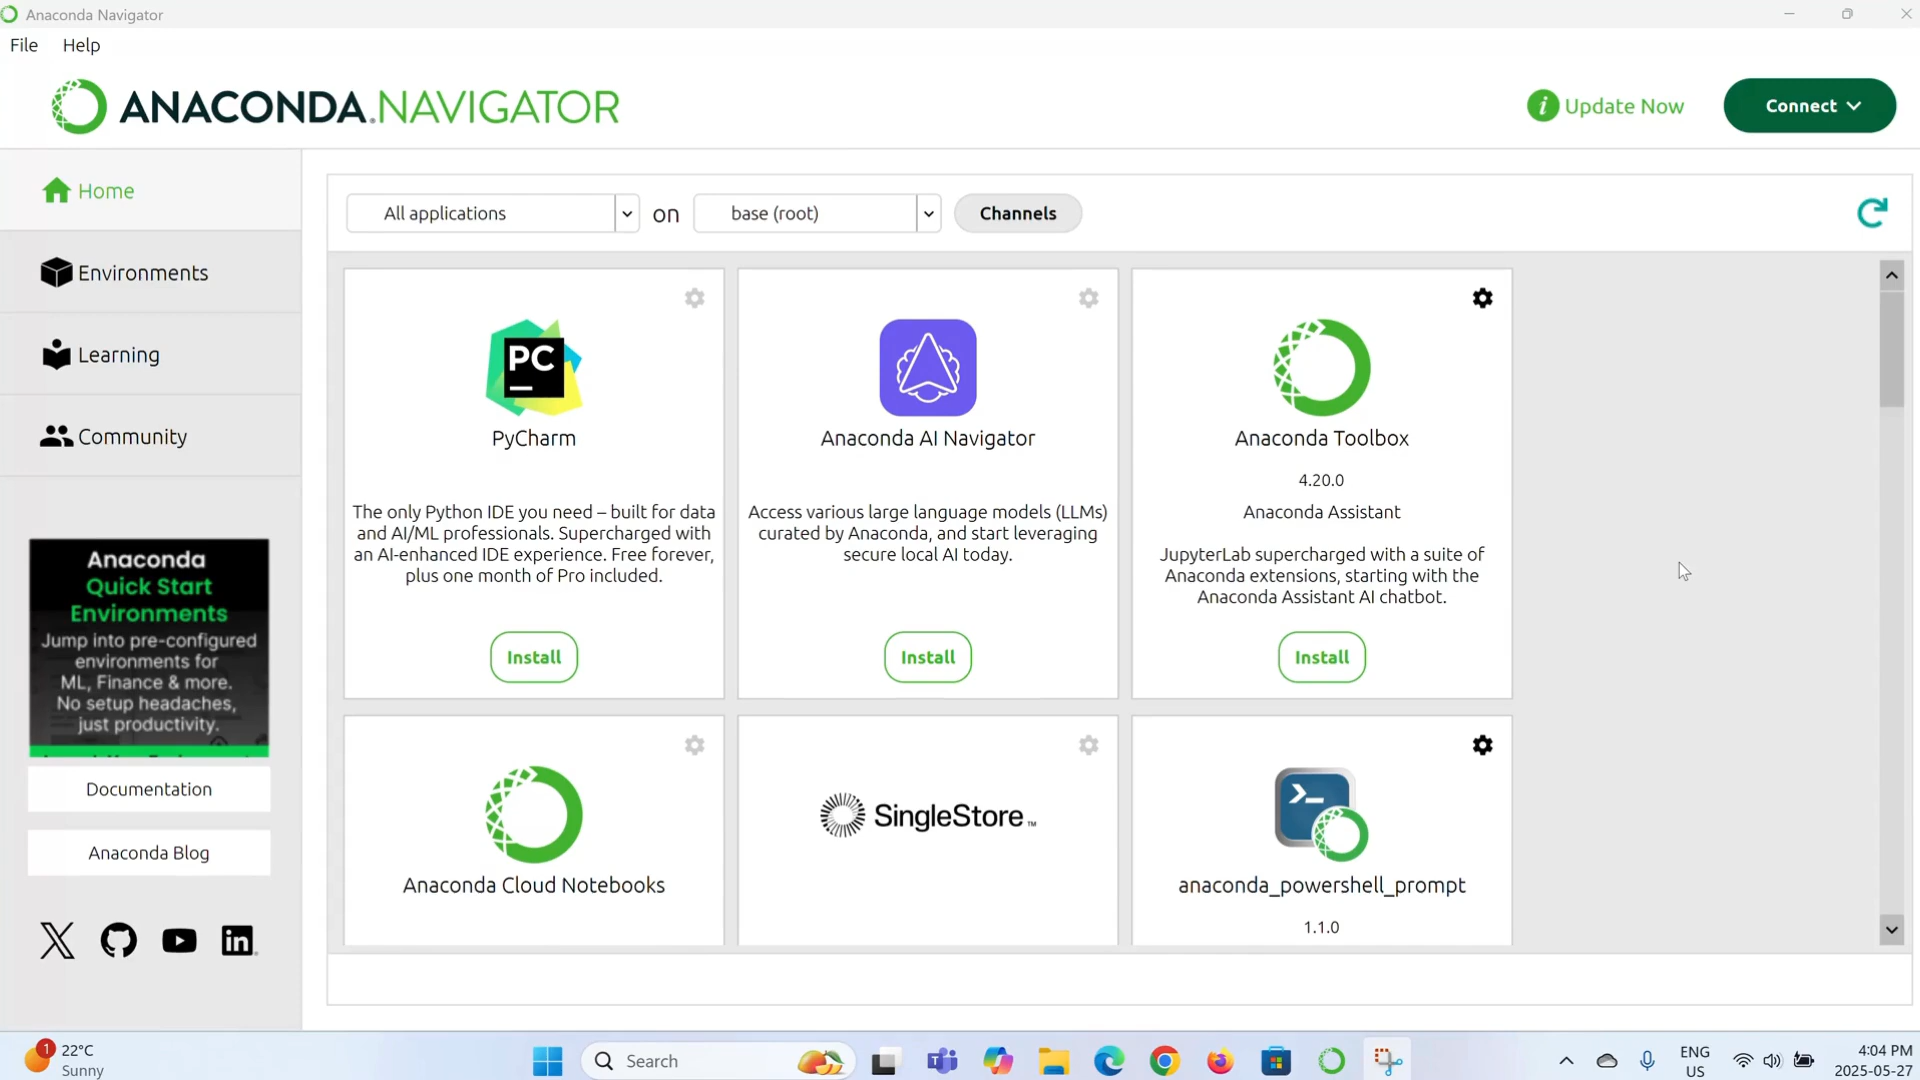 Anaconda Navigator
File Help
ANACONDA.NAVIGATOR
i Update Now
Connect
Home
Environments
Learning
Community
All applications on base (root) Channels
PC
PyCharm
The only Python IDE you need – built for data
and AI/ML professionals. Supercharged with
an AI-enhanced IDE experience. Free forever,
plus one month of Pro included.
Install
Anaconda AI Navigator
Access various large language models (LLMs)
curated by Anaconda, and start leveraging
secure local AI today.
Install
Anaconda Toolbox
4.20.0
Anaconda Assistant
JupyterLab supercharged with a suite of
Anaconda extensions, starting with the
Anaconda Assistant AI chatbot.
Install
Anaconda Cloud Notebooks
SingleStore™
anaconda_powershell_prompt
1.1.0
Anaconda
Quick Start
Environments
Jump into pre-configured
environments for
ML, Finance & more.
No setup headaches,
just productivity.
Documentation
Anaconda Blog
X in
1
22°C
Sunny
Search
ENG
US
4:04 PM
2025-05-27